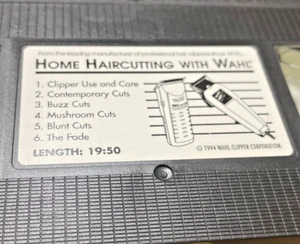 From the leading manufacturer of professional hair clippers since 1919...
HOME HAIRCUTTING WITH WAHL®
1. Clipper Use and Care
2. Contemporary Cuts
3. Buzz Cuts
4. Mushroom Cuts
5. Blunt Cuts
6. The Fade
LENGTH: 19:50
© 1994 WAHL CLIPPER CORPORATION